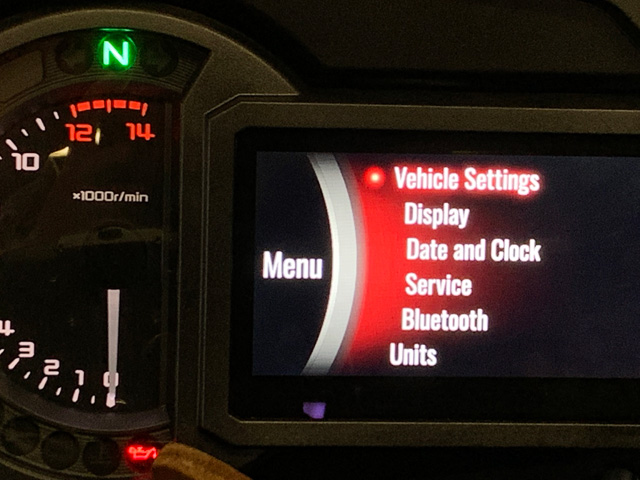 N
12 14
10
x1000r/min
Vehicle Settings
Display
Menu
Date and Clock
Service
Bluetooth
Units
4
3
2
1
0